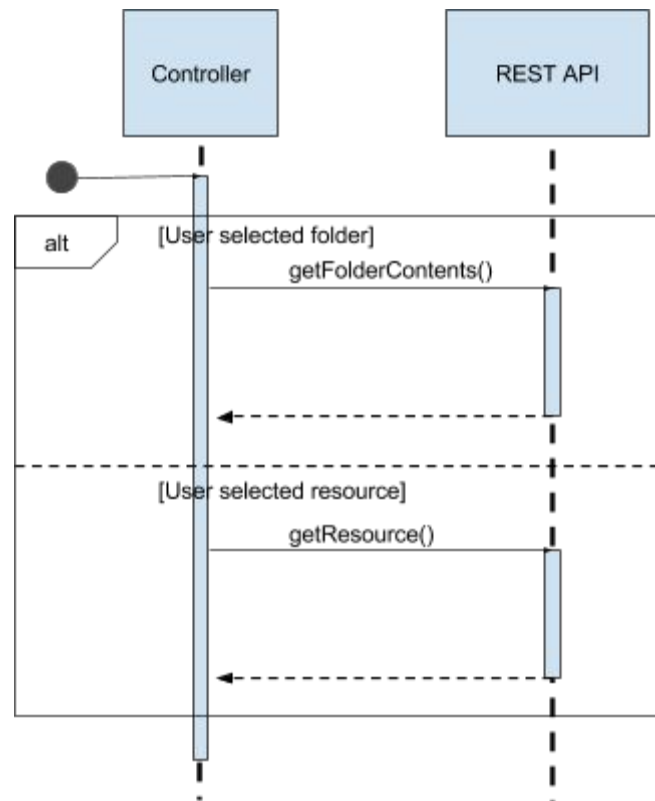 Controller
REST API
alt
[User selected folder]
getFolderContents()
[User selected resource]
getResource()